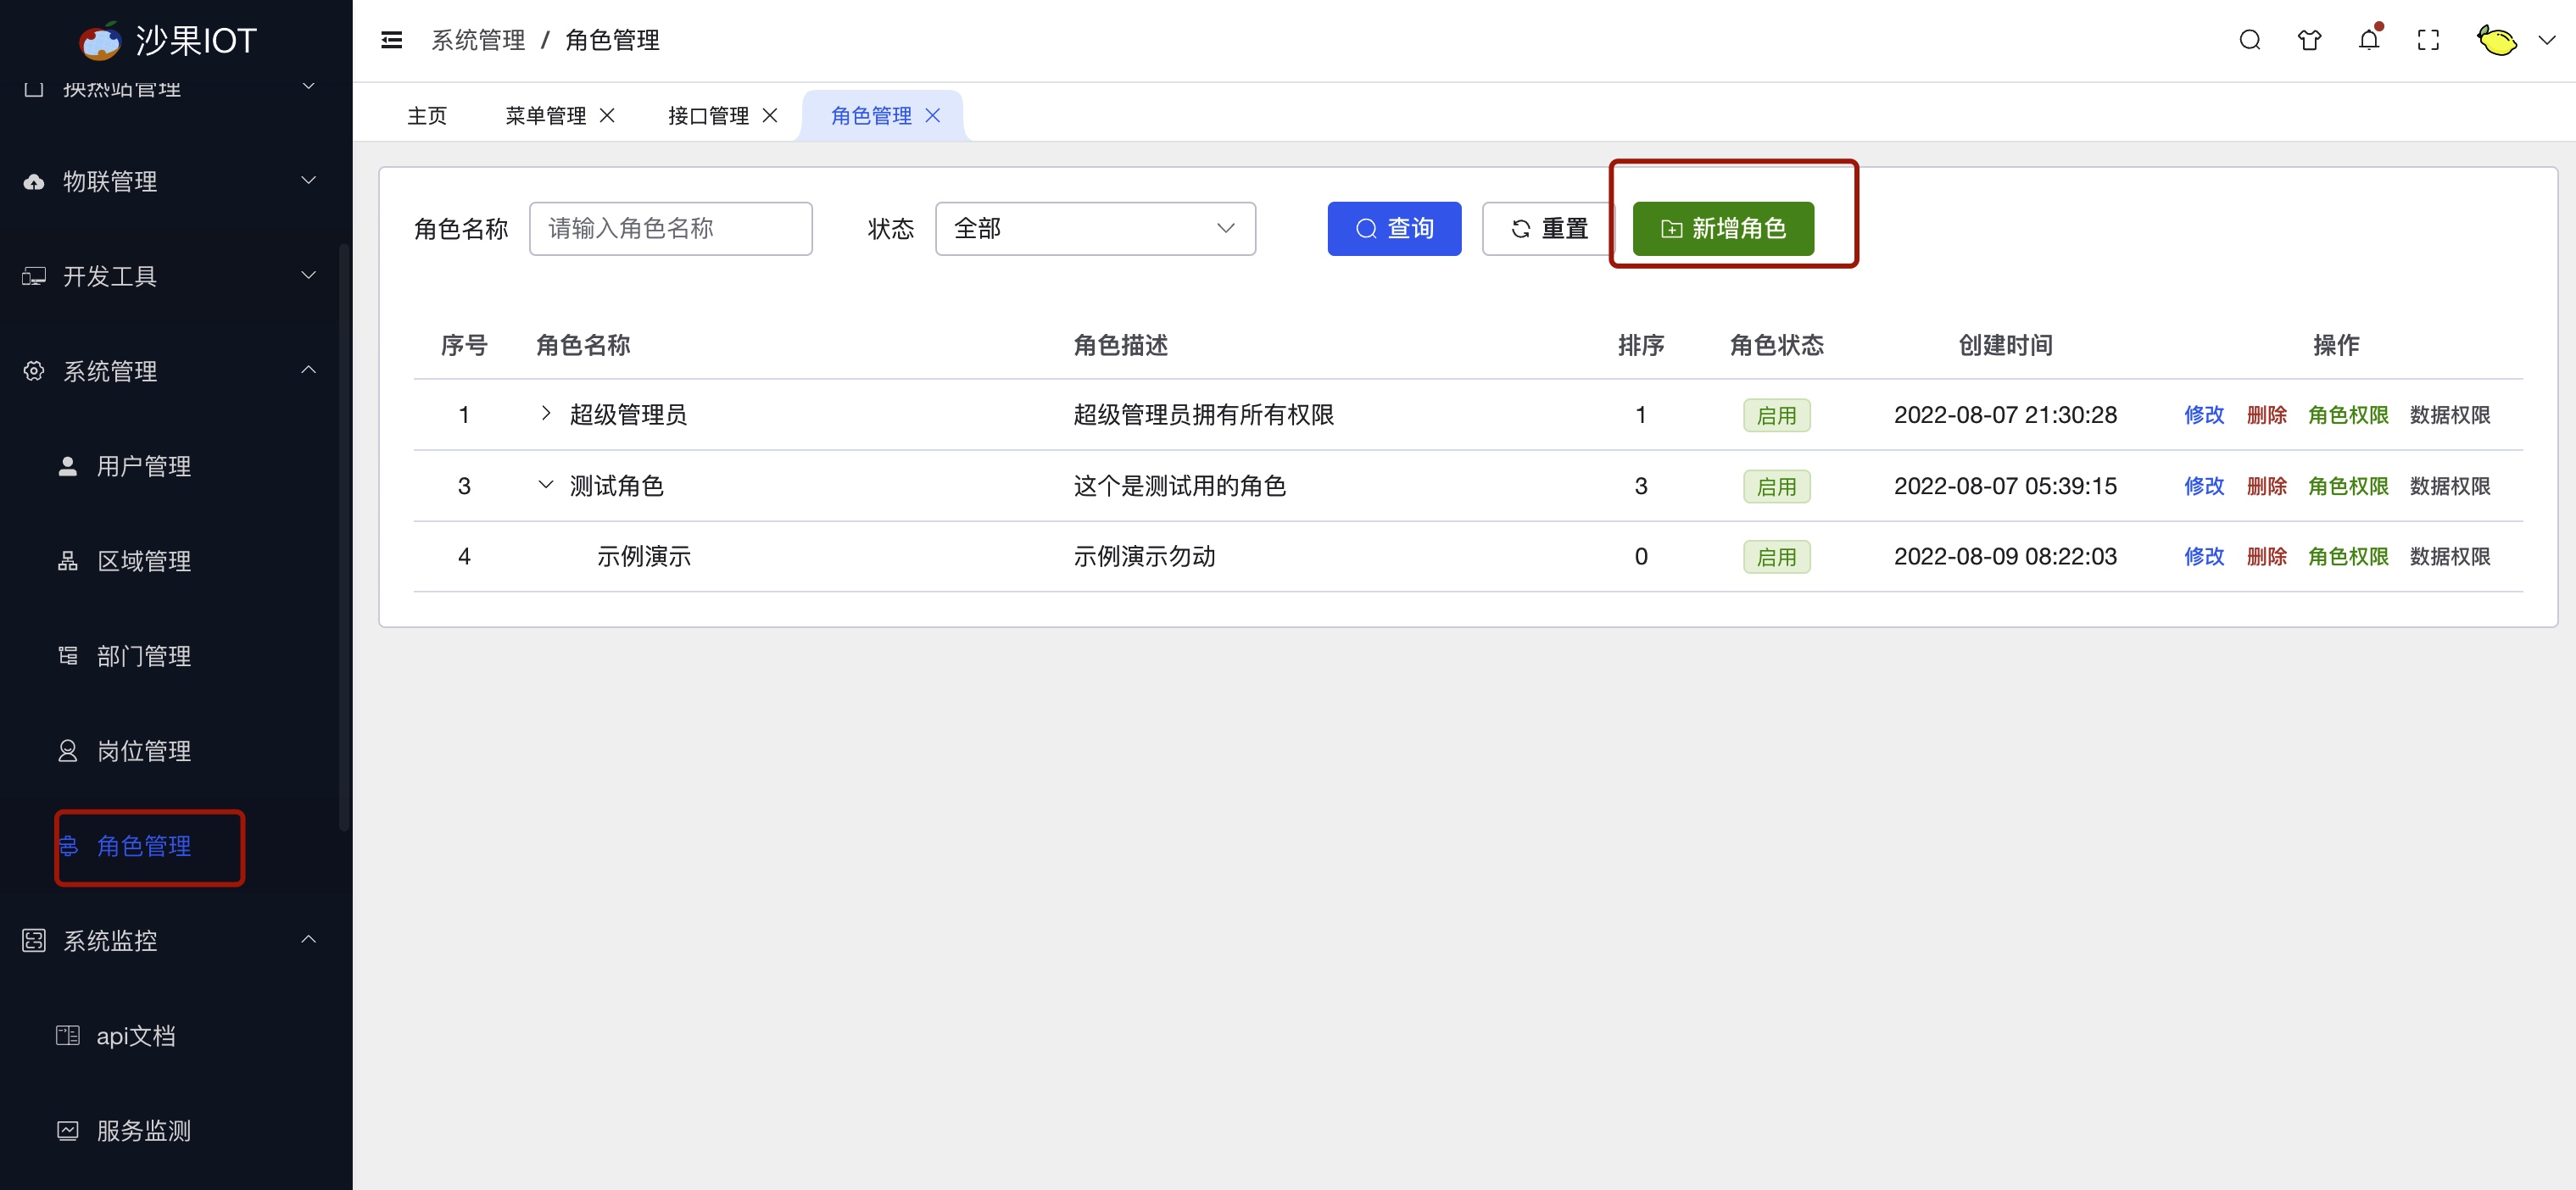 沙果IOT
换热站管理
物联管理
开发工具
系统管理
用户管理
区域管理
部门管理
岗位管理
角色管理
系统监控
api文档
服务监测
系统管理 / 角色管理
主页 菜单管理 接口管理 角色管理
角色名称 请输入角色名称 状态 全部 查询 重置 新增角色
序号 角色名称 角色描述 排序 角色状态 创建时间 操作
1 超级管理员 超级管理员拥有所有权限 1 启用 2022-08-07 21:30:28 修改 删除 角色权限 数据权限
3 测试角色 这个是测试用的角色 3 启用 2022-08-07 05:39:15 修改 删除 角色权限 数据权限
4 示例演示 示例演示勿动 0 启用 2022-08-09 08:22:03 修改 删除 角色权限 数据权限